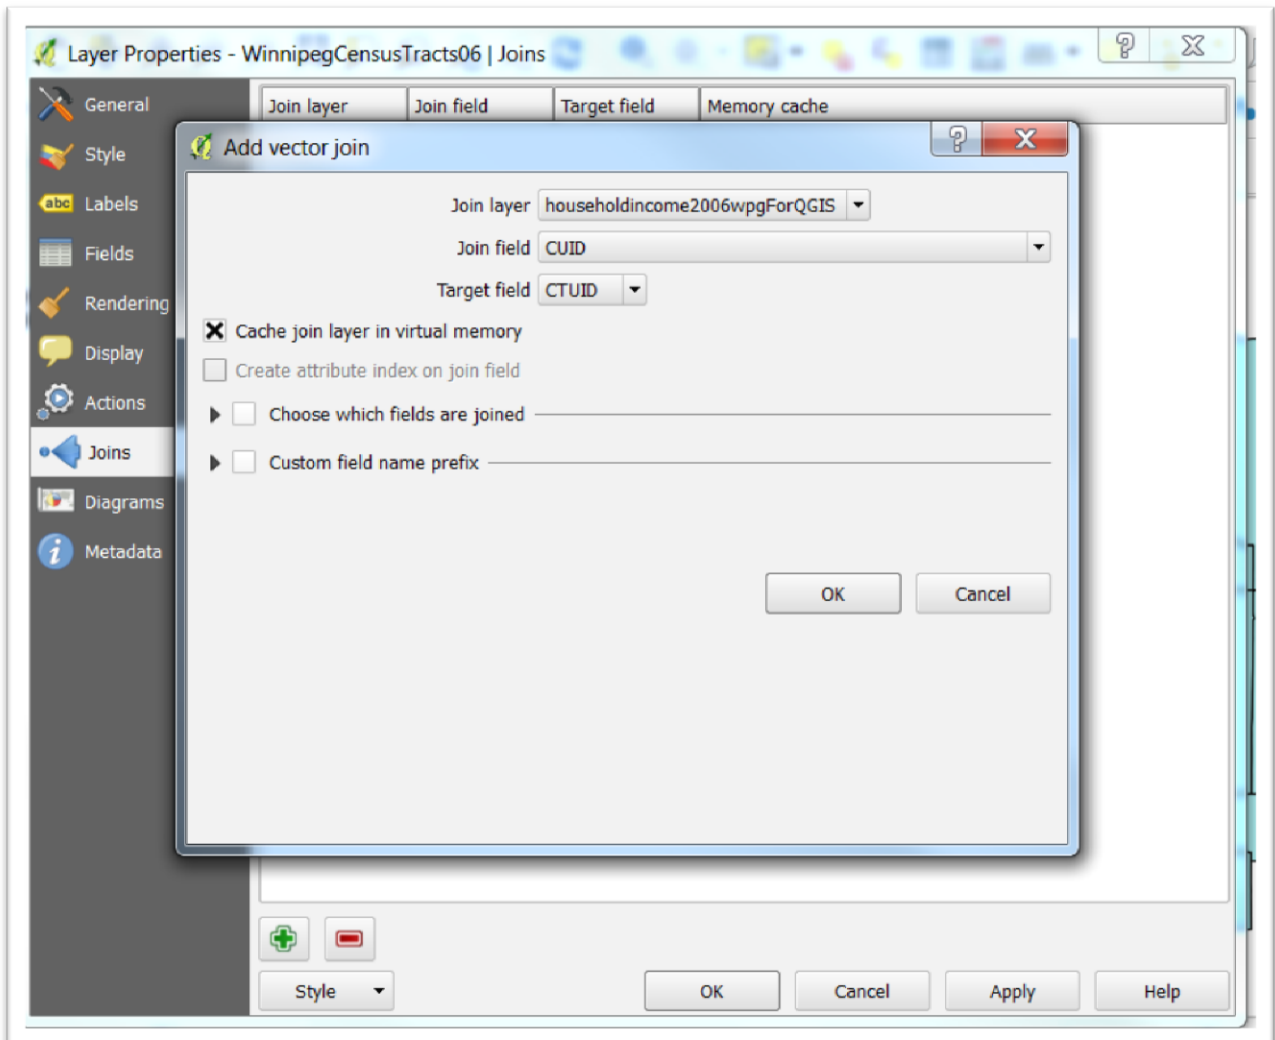 Layer Properties - WinnipegCensusTracts06 | Joins
General
Style
abc Labels
Fields
Rendering
Display
Actions
Joins
Diagrams
i Metadata
Join layer Join field Target field Memory cache
Add vector join
Join layer householdincome2006wpgForQGIS
Join field CUID
Target field CTUID
Cache join layer in virtual memory
Create attribute index on join field
Choose which fields are joined
Custom field name prefix
OK Cancel
Style OK Cancel Apply Help